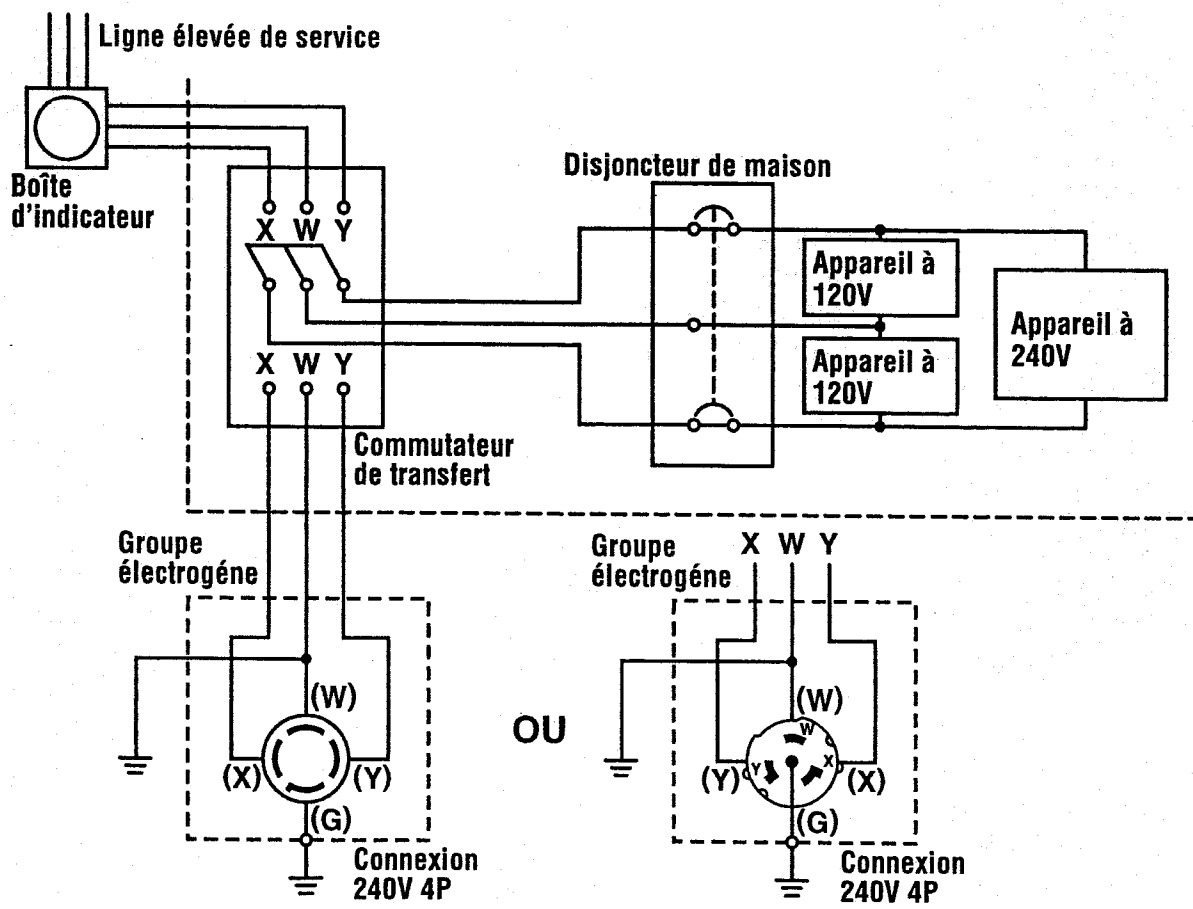 Ligne élevée de service
Boîte
d'indicateur
X W Y
X W Y
Commutateur
de transfert
Disjoncteur de maison
Appareil à
120V
Appareil à
120V
Appareil à
240V
Groupe
électrogéne
(W)
(X)
(Y)
(G)
Connexion
240V 4P
OU
Groupe
électrogéne
X W Y
(W)
W
Y
X
(Y)
(X)
(G)
Connexion
240V 4P